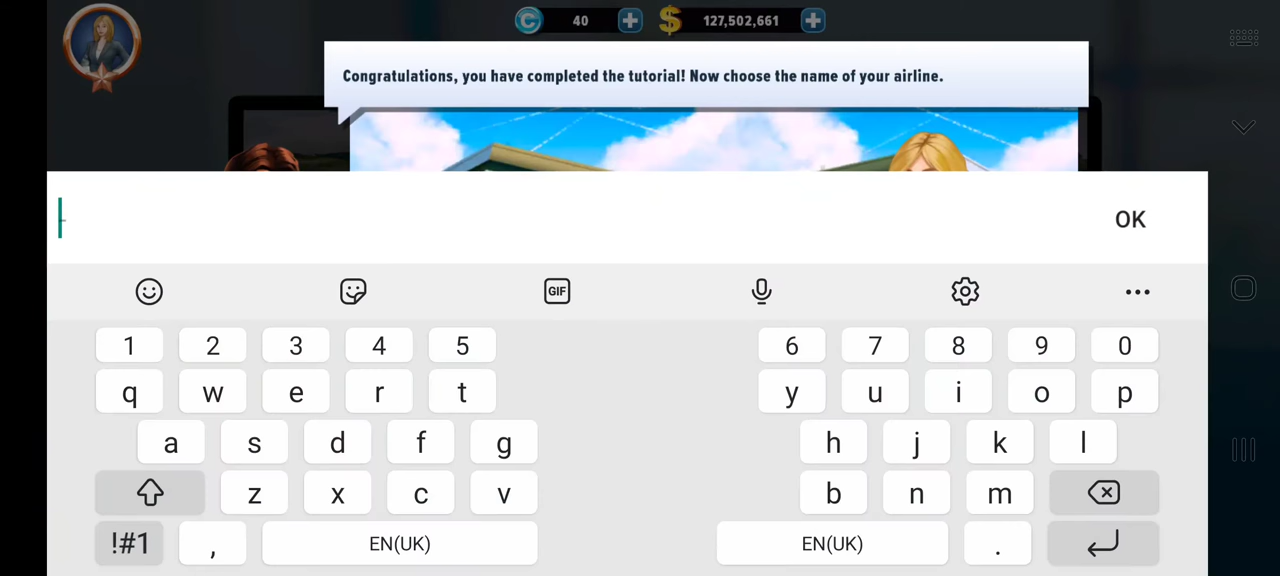 C 40 + $ 127,502,661 +
Congratulations, you have completed the tutorial! Now choose the name of your airline.
OK
GIF
1 2 3 4 5 6 7 8 9 0
q w e r t y u i o p
a s d f g h j k l
z x c v b n m
!#1 , EN(UK) EN(UK) .